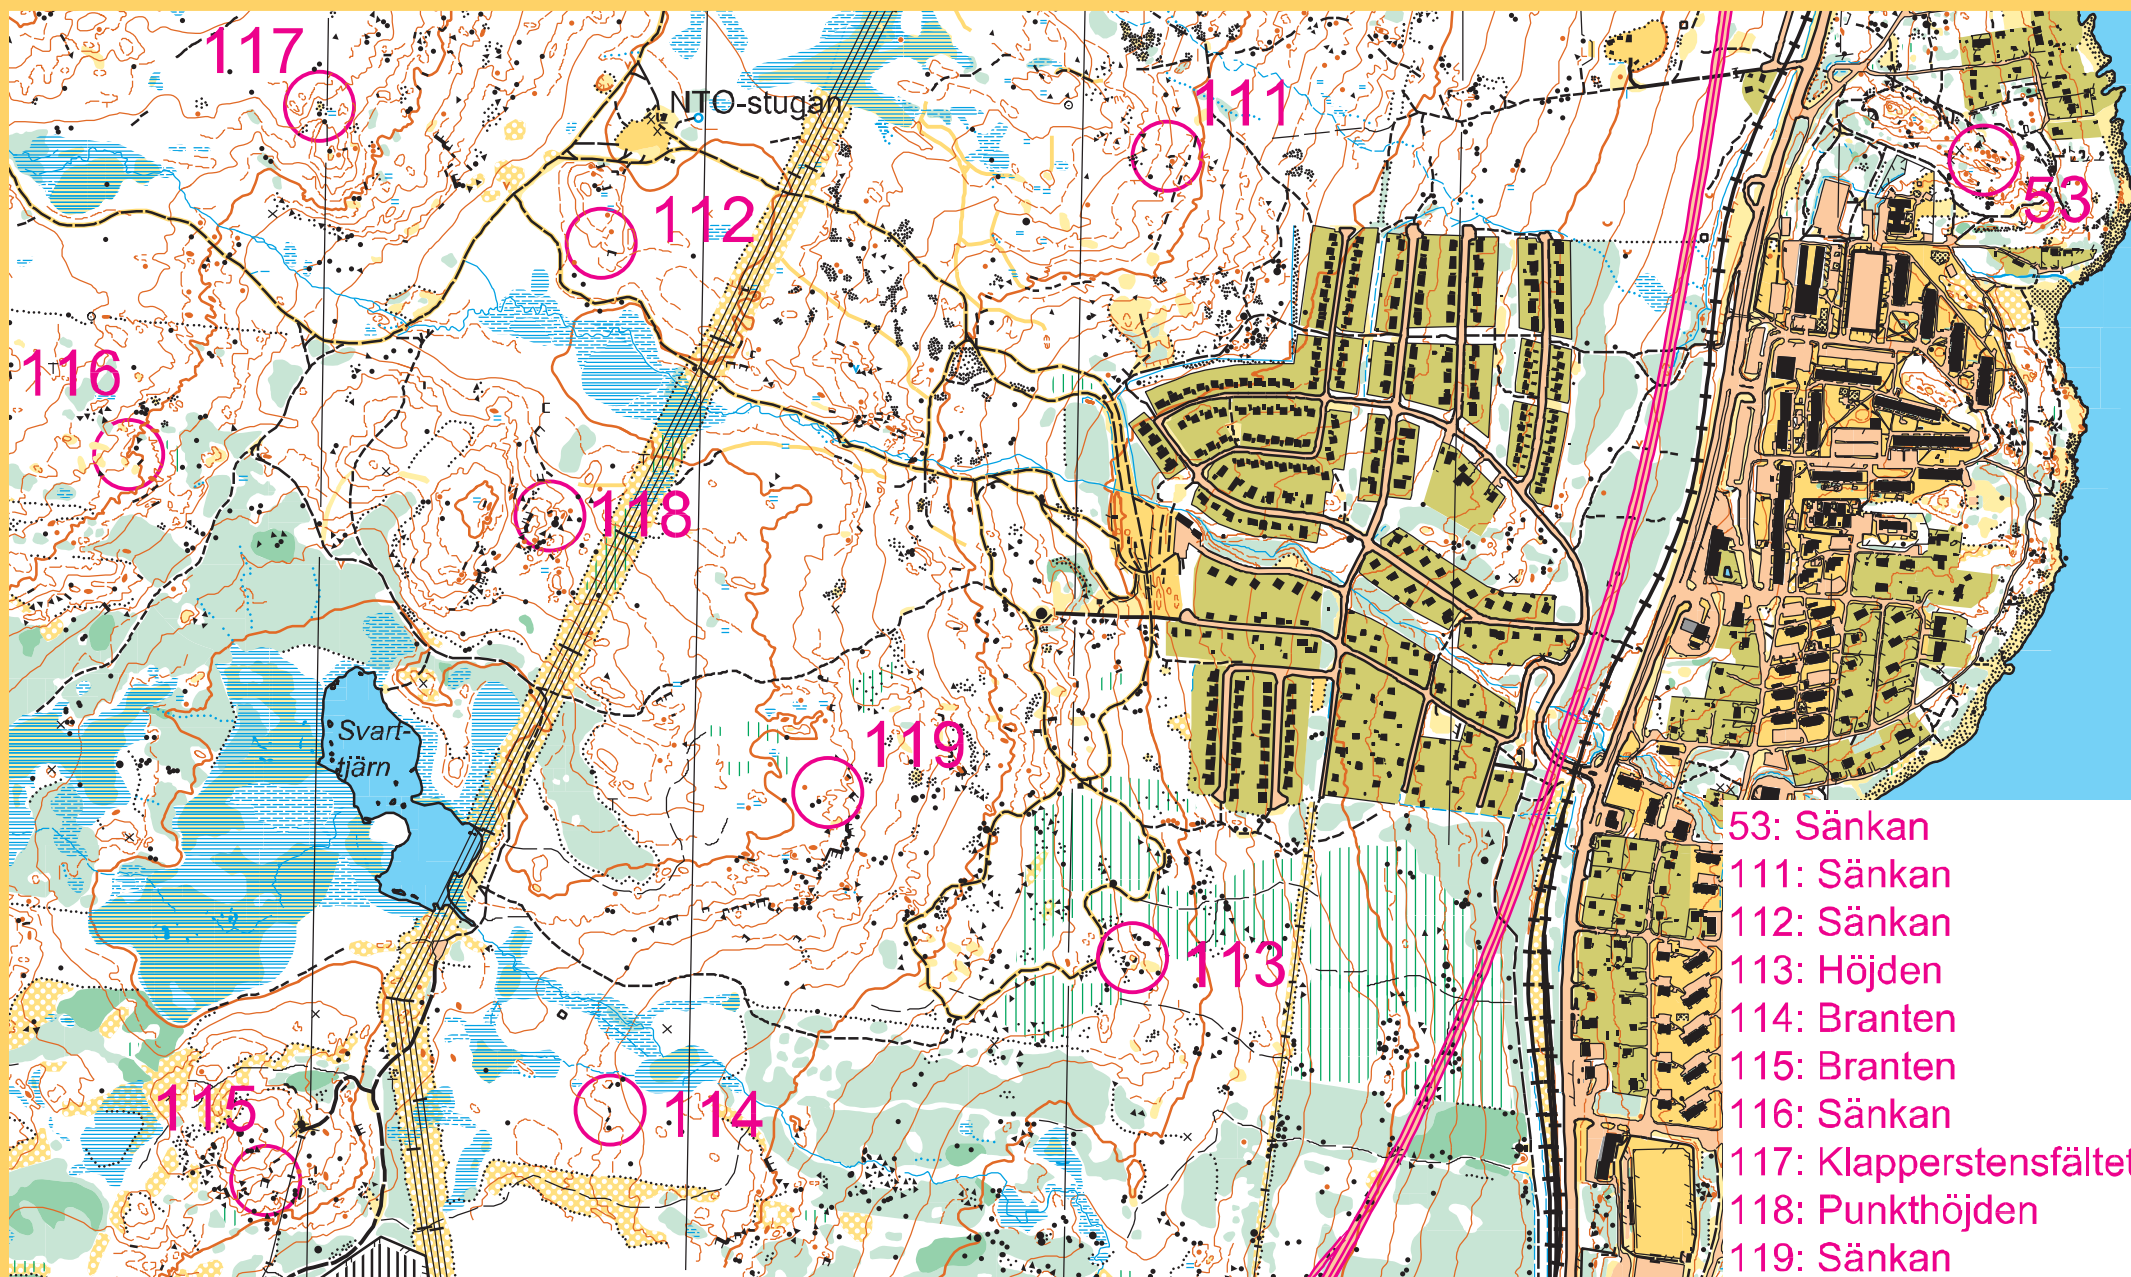 117
NTO-stugan
111
53
112
116
118
Svart-
tjärn
119
113
115
114
53: Sänkan
111: Sänkan
112: Sänkan
113: Höjden
114: Branten
115: Branten
116: Sänkan
117: Klapperstensfältet
118: Punkthöjden
119: Sänkan